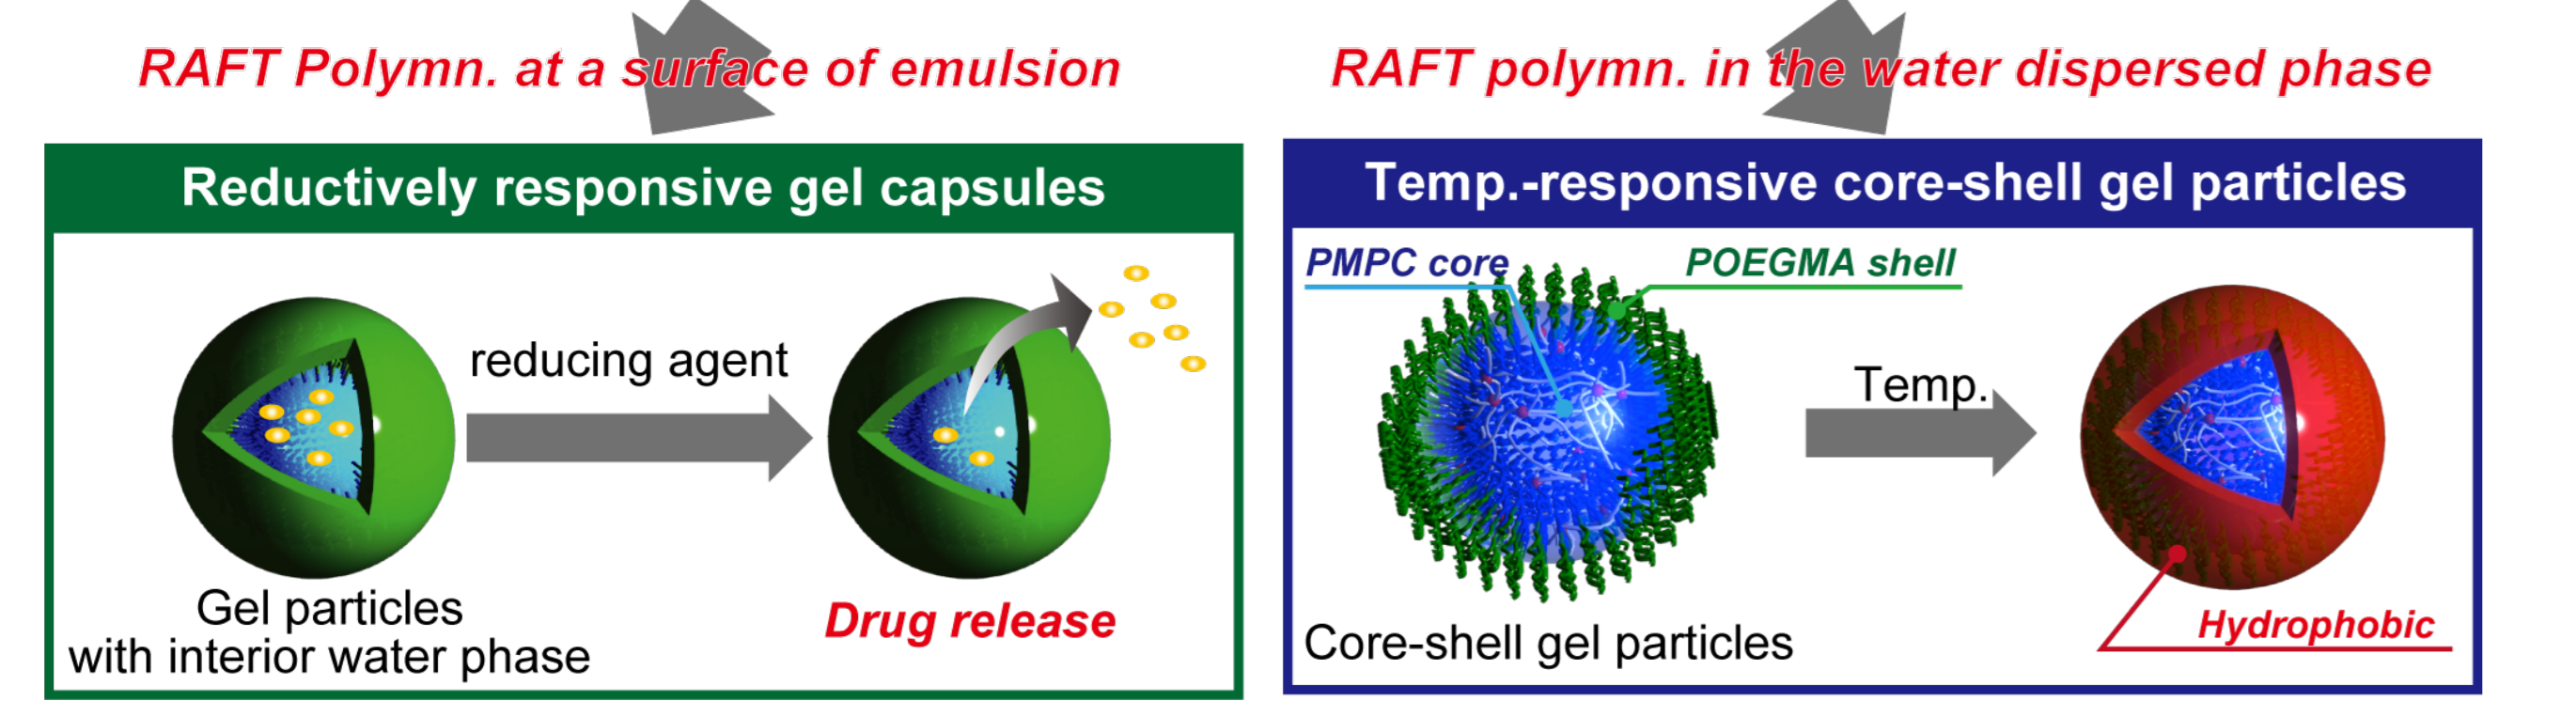 RAFT Polymn. at a surface of emulsion
Reductively responsive gel capsules
reducing agent
Gel particles
with interior water phase
Drug release
RAFT polymn. in the water dispersed phase
Temp.-responsive core-shell gel particles
PMPC core
POEGMA shell
Temp.
Core-shell gel particles
Hydrophobic